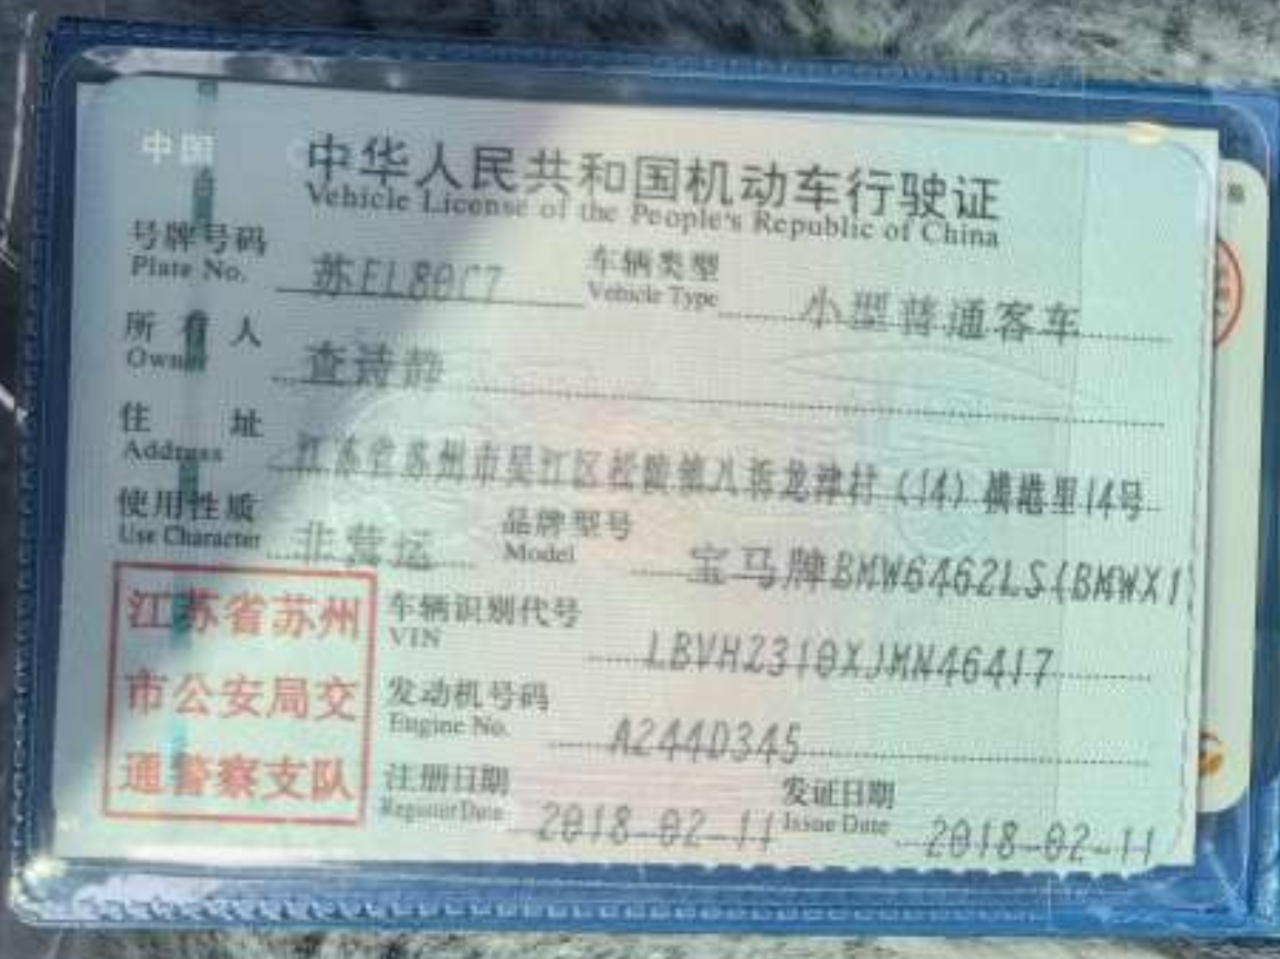 中国
中华人民共和国机动车行驶证
Vehicle License of the People's Republic of China
号牌号码 苏EL80C7 车辆类型 小型普通客车
Plate No. Vehicle Type
所有人 查诗静
Owner
住址 江苏省苏州市吴江区松陵镇八坼龙津村(14)横港里14号
Address
使用性质 非营运 品牌型号 宝马牌BMW6462LS(BMWX1)
Use Character Model
江苏省苏州
市公安局交
通警察支队
车辆识别代号 LBVH2310XJMN46417
VIN
发动机号码 A244D345
Engine No.
注册日期 2018-02-11 发证日期 2018-02-11
Register Date Issue Date